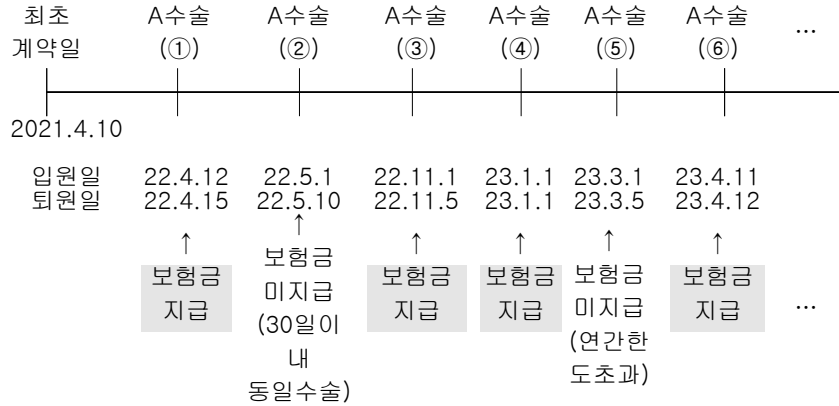 최초 A수술 A수술 A수술 A수술 A수술 A수술 …
계약일 (①) (②) (③) (④) (⑤) (⑥)
2021.4.10
입원일 22.4.12 22.5.1 22.11.1 23.1.1 23.3.1 23.4.11
퇴원일 22.4.15 22.5.10 22.11.5 23.1.1 23.3.5 23.4.12
↑ ↑ ↑ ↑ ↑ ↑
보험금
지급
보험금
미지급
(30일이
내
동일수술)
보험금
지급
보험금
지급
보험금
미지급
(연간한
도초과)
보험금
지급
…